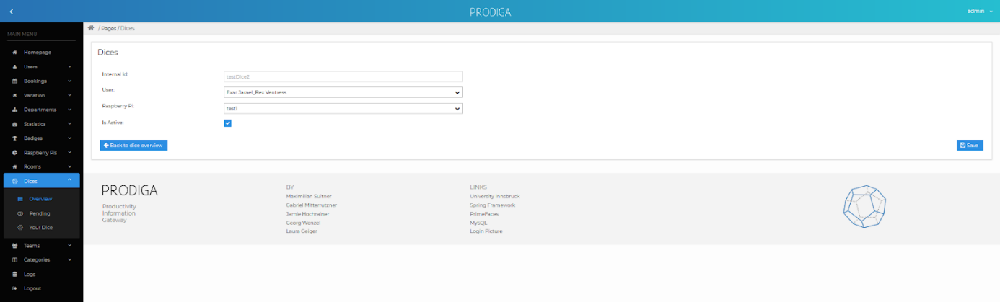 PRODIGA
admin
MAIN MENU
/ Pages / Dices
Homepage
Users
Bookings
Vacation
Departments
Statistics
Badges
Raspberry Pis
Rooms
Dices
Overview
Pending
Your Dice
Teams
Categories
Logs
Logout
Dices
Internal Id: testDice2
User: Exar Jarael_Rex Ventress
Raspberry Pi: test1
Is Active:
Back to dice overview
Save
PRODIGA
Productivity
Information
Gateway
BY
Maximilian Suitner
Gabriel Mitterrutzner
Jamie Hochrainer
Georg Wenzel
Laura Geiger
LINKS
University Innsbruck
Spring Framework
PrimeFaces
MySQL
Login Picture